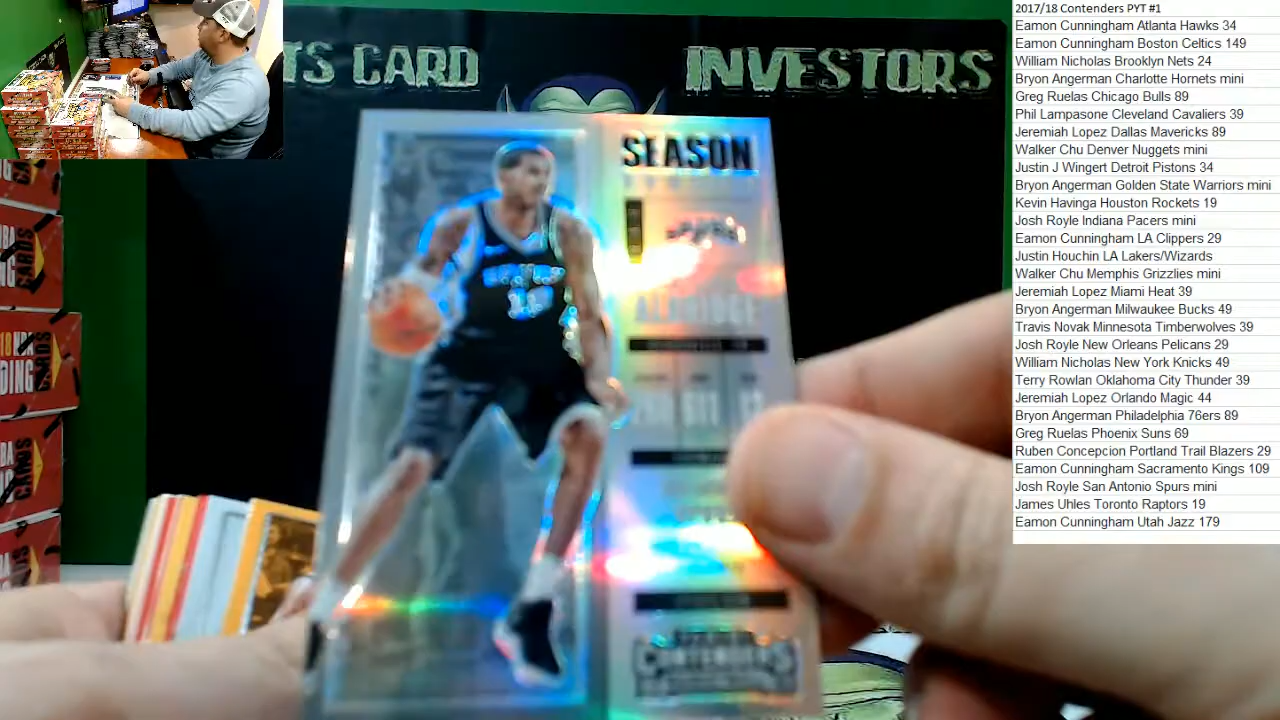 TS CARD INVESTORS
SEASON
ALDRIDGE
CONTENDERS
18 NBA
CARDS
2017/18 Contenders PYT #1
Eamon Cunningham Atlanta Hawks 34
Eamon Cunningham Boston Celtics 149
William Nicholas Brooklyn Nets 24
Bryon Angerman Charlotte Hornets mini
Greg Ruelas Chicago Bulls 89
Phil Lampasone Cleveland Cavaliers 39
Jeremiah Lopez Dallas Mavericks 89
Walker Chu Denver Nuggets mini
Justin J Wingert Detroit Pistons 34
Bryon Angerman Golden State Warriors mini
Kevin Havinga Houston Rockets 19
Josh Royle Indiana Pacers mini
Eamon Cunningham LA Clippers 29
Justin Houchin LA Lakers/Wizards
Walker Chu Memphis Grizzlies mini
Jeremiah Lopez Miami Heat 39
Bryon Angerman Milwaukee Bucks 49
Travis Novak Minnesota Timberwolves 39
Josh Royle New Orleans Pelicans 29
William Nicholas New York Knicks 49
Terry Rowlan Oklahoma City Thunder 39
Jeremiah Lopez Orlando Magic 44
Bryon Angerman Philadelphia 76ers 89
Greg Ruelas Phoenix Suns 69
Ruben Concepcion Portland Trail Blazers 29
Eamon Cunningham Sacramento Kings 109
Josh Royle San Antonio Spurs mini
James Uhles Toronto Raptors 19
Eamon Cunningham Utah Jazz 179